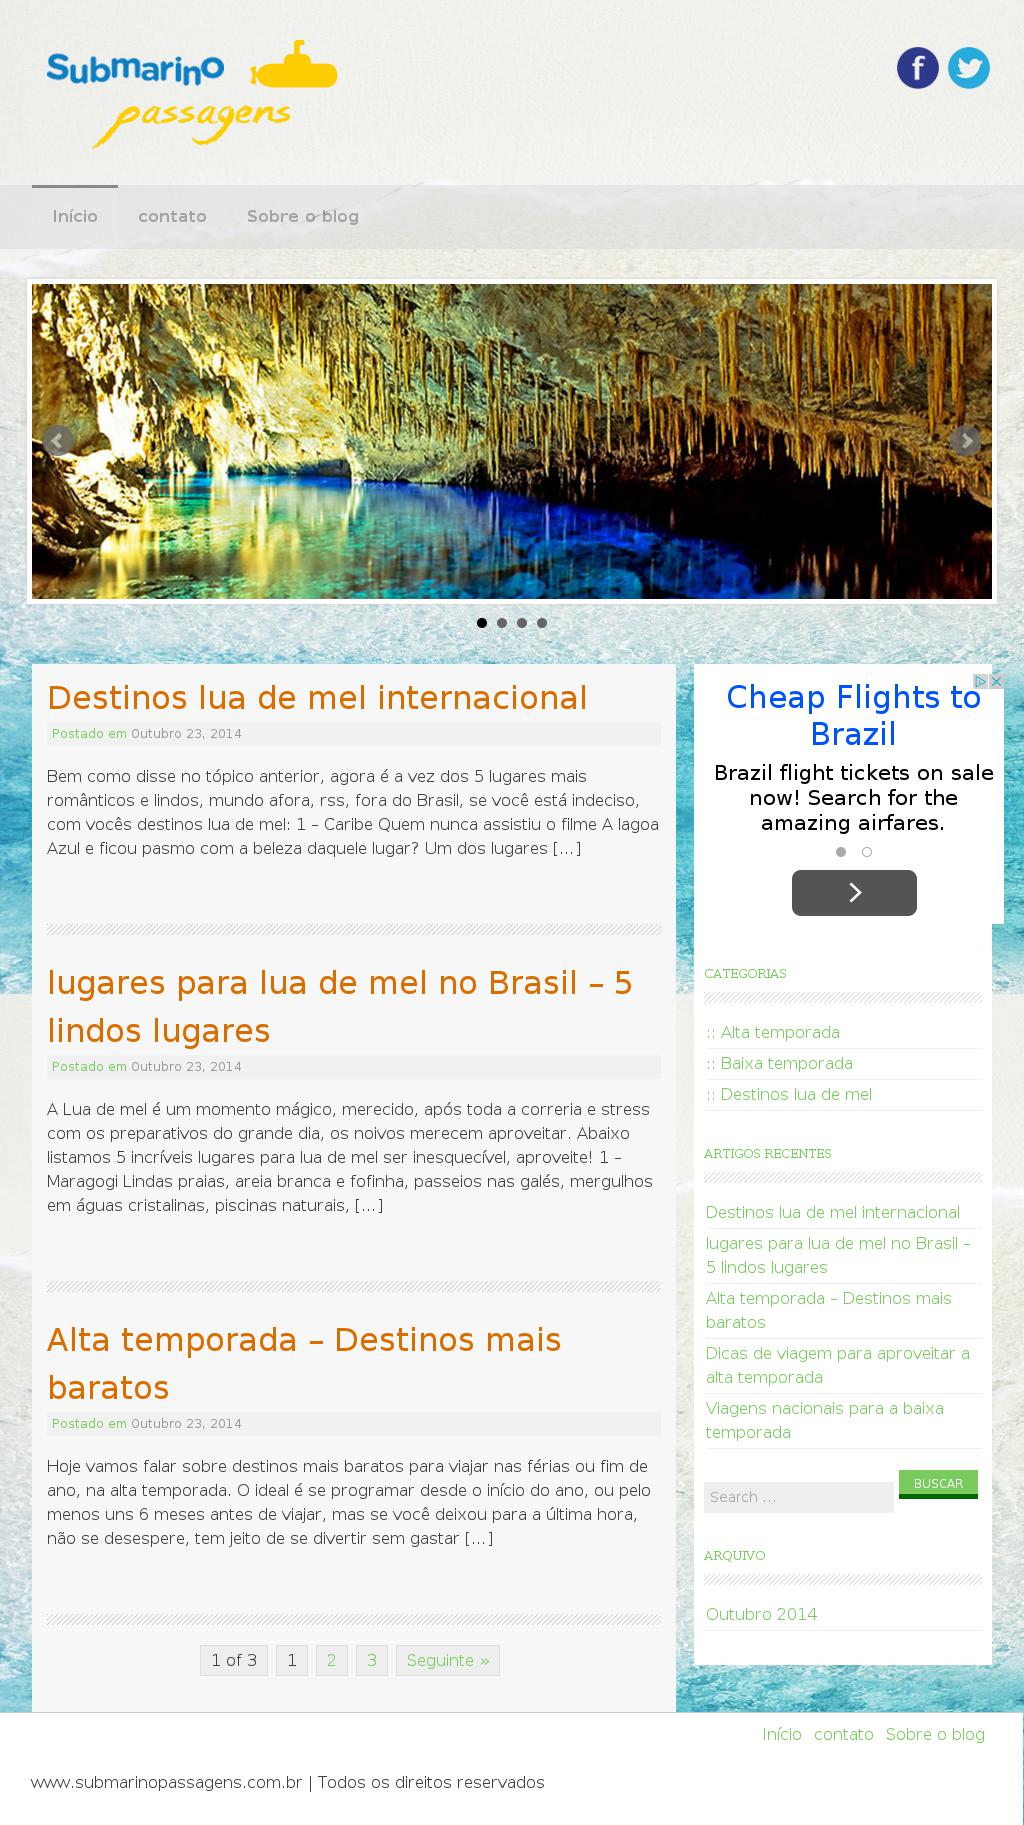 Submarino
passagens
Início contato Sobre o blog
Destinos lua de mel internacional
Postado em Outubro 23, 2014
Bem como disse no tópico anterior, agora é a vez dos 5 lugares mais
românticos e lindos, mundo afora, rss, fora do Brasil, se você está indeciso,
com vocês destinos lua de mel: 1 – Caribe Quem nunca assistiu o filme A lagoa
Azul e ficou pasmo com a beleza daquele lugar? Um dos lugares […]
lugares para lua de mel no Brasil – 5
lindos lugares
Postado em Outubro 23, 2014
A Lua de mel é um momento mágico, merecido, após toda a correria e stress
com os preparativos do grande dia, os noivos merecem aproveitar. Abaixo
listamos 5 incríveis lugares para lua de mel ser inesquecível, aproveite! 1 –
Maragogi Lindas praias, areia branca e fofinha, passeios nas galés, mergulhos
em águas cristalinas, piscinas naturais, […]
Alta temporada – Destinos mais
baratos
Postado em Outubro 23, 2014
Hoje vamos falar sobre destinos mais baratos para viajar nas férias ou fim de
ano, na alta temporada. O ideal é se programar desde o início do ano, ou pelo
menos uns 6 meses antes de viajar, mas se você deixou para a última hora,
não se desespere, tem jeito de se divertir sem gastar […]
1 of 3 1 2 3 Seguinte »
Cheap Flights to
Brazil
Brazil flight tickets on sale
now! Search for the
amazing airfares.
CATEGORIAS
:: Alta temporada
:: Baixa temporada
:: Destinos lua de mel
ARTIGOS RECENTES
Destinos lua de mel internacional
lugares para lua de mel no Brasil –
5 lindos lugares
Alta temporada – Destinos mais
baratos
Dicas de viagem para aproveitar a
alta temporada
Viagens nacionais para a baixa
temporada
Search … BUSCAR
ARQUIVO
Outubro 2014
Início contato Sobre o blog
www.submarinopassagens.com.br | Todos os direitos reservados